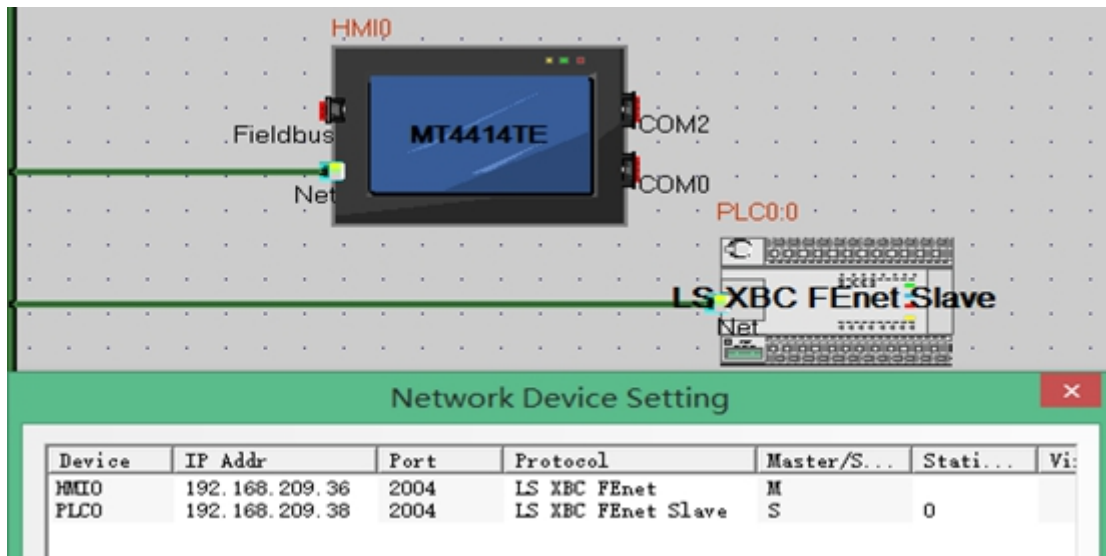 HMI0
Fieldbus
MT4414TE
COM2
Net
COM0
PLC0:0
LS XBC FEnet Slave
Net
Network Device Setting
Device IP Addr Port Protocol Master/S... Stati... Vi
HMI0 192.168.209.36 2004 LS XBC FEnet M
PLC0 192.168.209.38 2004 LS XBC FEnet Slave S 0